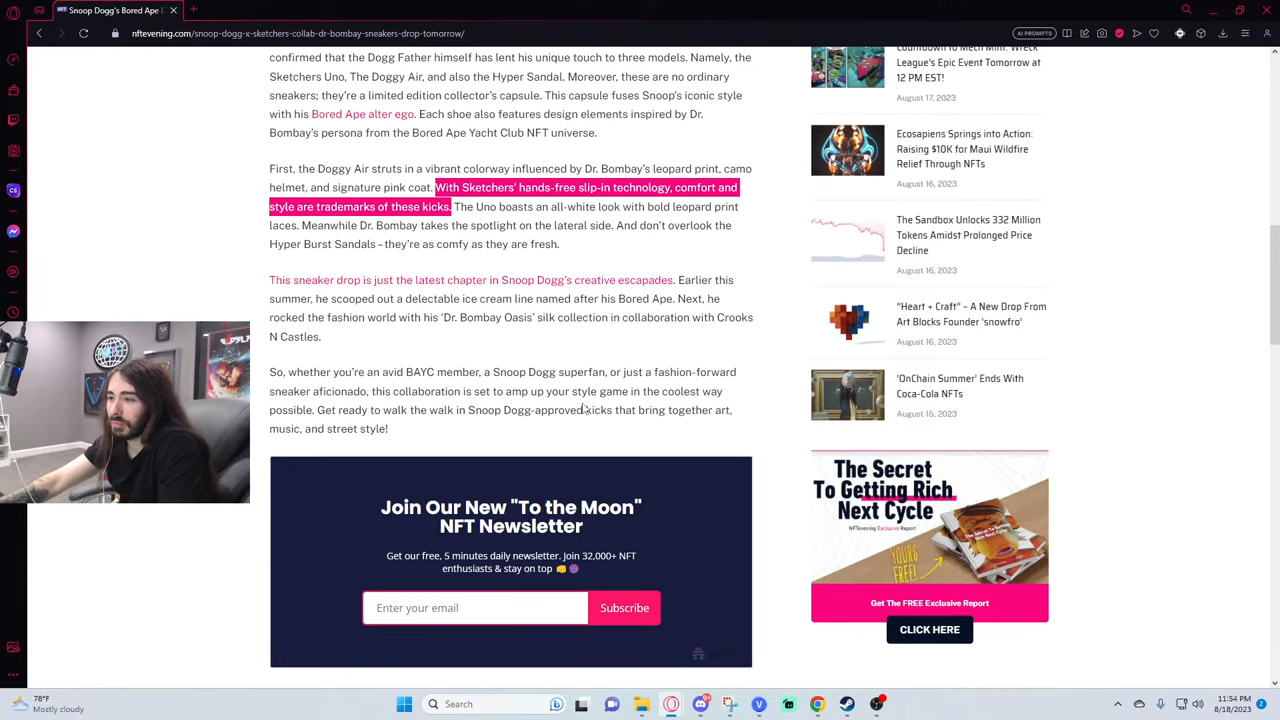 Snoop Dogg's Bored Ape D
nftevening.com/snoop-dogg-x-sketchers-collab-dr-bombay-sneakers-drop-tomorrow/
AI PROMPTS
confirmed that the Dogg Father himself has lent his unique touch to three models. Namely, the
Sketchers Uno, The Doggy Air, and also the Hyper Sandal. Moreover, these are no ordinary
sneakers; they're a limited edition collector's capsule. This capsule fuses Snoop's iconic style
with his Bored Ape alter ego. Each shoe also features design elements inspired by Dr.
Bombay's persona from the Bored Ape Yacht Club NFT universe.
First, the Doggy Air struts in a vibrant colorway influenced by Dr. Bombay's leopard print, camo
helmet, and signature pink coat. With Sketchers' hands-free slip-in technology, comfort and
style are trademarks of these kicks. The Uno boasts an all-white look with bold leopard print
laces. Meanwhile Dr. Bombay takes the spotlight on the lateral side. And don't overlook the
Hyper Burst Sandals – they're as comfy as they are fresh.
This sneaker drop is just the latest chapter in Snoop Dogg's creative escapades. Earlier this
summer, he scooped out a delectable ice cream line named after his Bored Ape. Next, he
rocked the fashion world with his 'Dr. Bombay Oasis' silk collection in collaboration with Crooks
N Castles.
So, whether you're an avid BAYC member, a Snoop Dogg superfan, or just a fashion-forward
sneaker aficionado, this collaboration is set to amp up your style game in the coolest way
possible. Get ready to walk the walk in Snoop Dogg-approved kicks that bring together art,
music, and street style!
Join Our New "To the Moon"
NFT Newsletter
Get our free, 5 minutes daily newsletter. Join 32,000+ NFT
enthusiasts & stay on top
Enter your email
Subscribe
Countdown to Mech Mint: Wreck
League's Epic Event Tomorrow at
12 PM EST!
August 17, 2023
Ecosapiens Springs into Action:
Raising $10K for Maui Wildfire
Relief Through NFTs
August 16, 2023
The Sandbox Unlocks 332 Million
Tokens Amidst Prolonged Price
Decline
August 16, 2023
"Heart + Craft" – A New Drop From
Art Blocks Founder 'snowfro'
August 16, 2023
'OnChain Summer' Ends With
Coca-Cola NFTs
August 15, 2023
The Secret
To Getting Rich
Next Cycle
NFTevening Exclusive Report
YOURS
FREE!
Get The FREE Exclusive Report
CLICK HERE
78°F
Mostly cloudy
Search
11:54 PM
8/18/2023